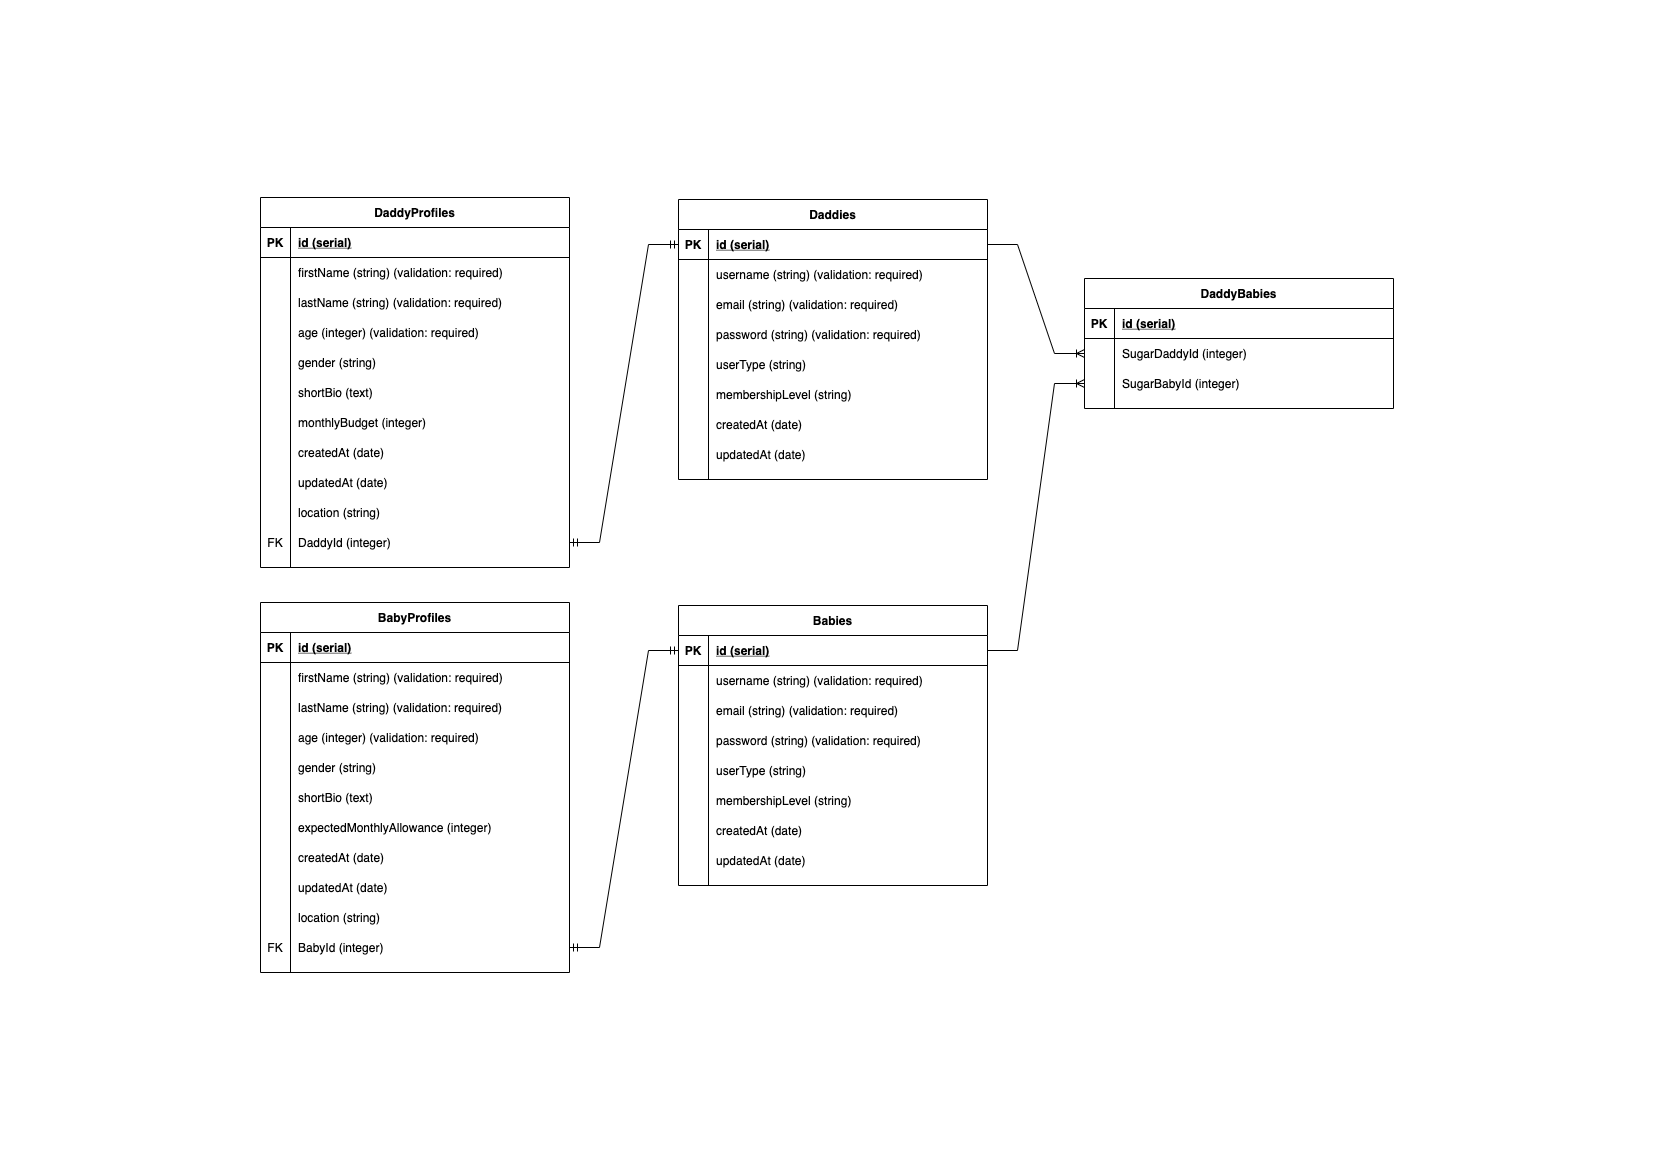 DaddyProfiles
PK id (serial)
firstName (string) (validation: required)
lastName (string) (validation: required)
age (integer) (validation: required)
gender (string)
shortBio (text)
monthlyBudget (integer)
createdAt (date)
updatedAt (date)
location (string)
FK DaddyId (integer)
Daddies
PK id (serial)
username (string) (validation: required)
email (string) (validation: required)
password (string) (validation: required)
userType (string)
membershipLevel (string)
createdAt (date)
updatedAt (date)
DaddyBabies
PK id (serial)
SugarDaddyId (integer)
SugarBabyId (integer)
BabyProfiles
PK id (serial)
firstName (string) (validation: required)
lastName (string) (validation: required)
age (integer) (validation: required)
gender (string)
shortBio (text)
expectedMonthlyAllowance (integer)
createdAt (date)
updatedAt (date)
location (string)
FK BabyId (integer)
Babies
PK id (serial)
username (string) (validation: required)
email (string) (validation: required)
password (string) (validation: required)
userType (string)
membershipLevel (string)
createdAt (date)
updatedAt (date)